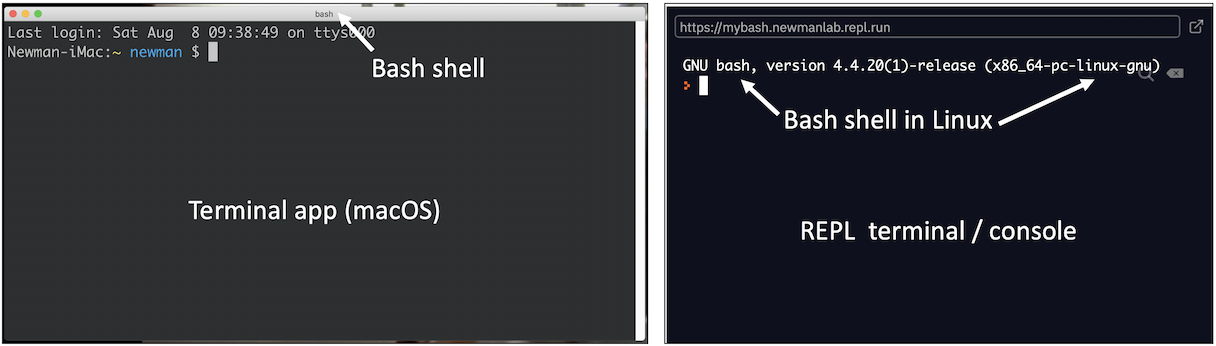 bash
Last login: Sat Aug  8 09:38:49 on ttys000
Newman-iMac:~ newman $
Bash shell
Terminal app (macOS)
https://mybash.newmanlab.repl.run
GNU bash, version 4.4.20(1)-release (x86_64-pc-linux-gnu)
>
Bash shell in Linux
REPL  terminal / console